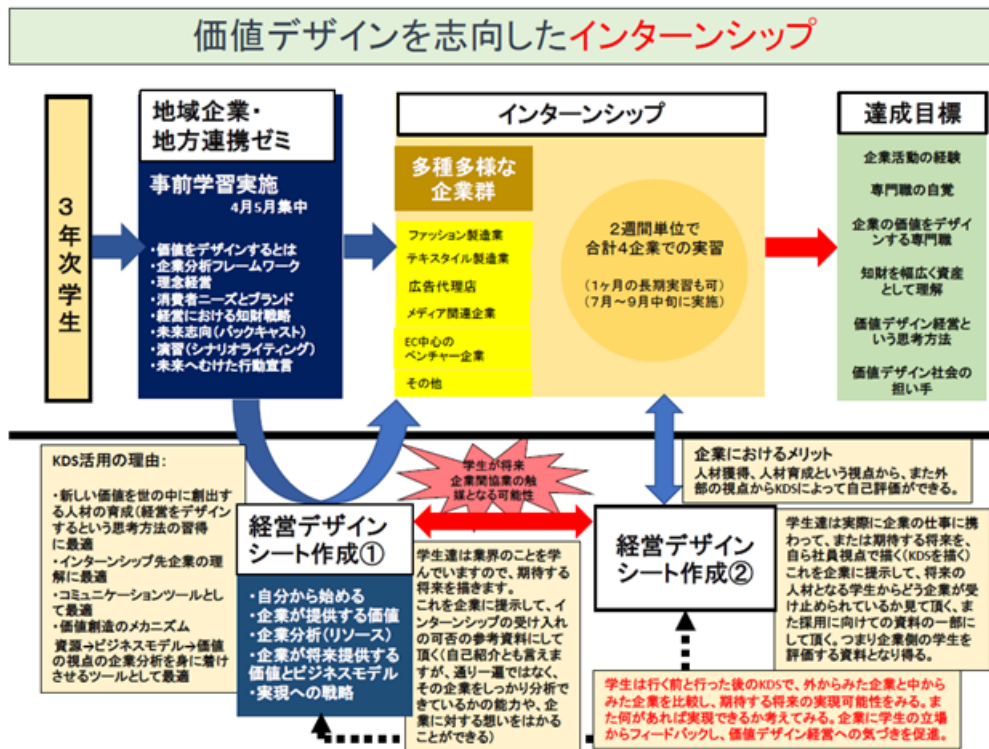 価値デザインを志向したインターンシップ
3年次学生
地域企業・
地方連携ゼミ
事前学習実施
4月5月集中
・価値をデザインするとは
・企業分析フレームワーク
・理念経営
・消費者ニーズとブランド
・経営における知財戦略
・未来志向(バックキャスト)
・演習(シナリオライティング)
・未来へむけた行動宣言
インターンシップ
多種多様な
企業群
ファッション製造業
テキスタイル製造業
広告代理店
メディア関連企業
EC中心の
ベンチャー企業
その他
2週間単位で
合計4企業での実習
(1ヶ月の長期実習も可)
(7月～9月中旬に実施)
達成目標
企業活動の経験
専門職の自覚
企業の価値をデザ
インする専門職
知財を幅広く資産
として理解
価値デザイン経営と
いう思考方法
価値デザイン社会の
担い手
KDS活用の理由：
・新しい価値を世の中に創出す
る人材の育成(経営をデザイン
するという思考方法の習得
に最適
・インターンシップ先企業の理
解に最適
・コミュニケーションツールとし
て最適
・価値創造のメカニズム
資源→ビジネスモデル→価値
の視点の企業分析を身に着け
させるツールとして最適
経営デザイン
シート作成①
・自分から始める
・企業が提供する価値
・企業分析(リソース)
・企業が将来提供する
価値とビジネスモデル
・実現への戦略
学生が将来
企業間協業の触
媒となる可能性
学生達は業界のことを学
んでいますので、期待する
将来を描きます。
これを企業に提示して、イ
ンターンシップの受け入れ
の可否の参考資料にして
頂く(自己紹介とも言えま
すが、通り一遍ではなく、
その企業をしっかり分析で
きているかの能力や、企
業に対する想いをはかる
ことができる)
経営デザイン
シート作成②
企業におけるメリット
人材獲得、人材育成という視点から、また外
部の視点からKDSによって自己評価ができる。
学生達は実際に企業の仕事に携
わって、または期待する将来を、
自ら社員視点で描く(KDSを描く)
これを企業に提示して、将来の
人材となる学生からどう企業が受
け止められているか見て頂く、ま
た採用に向けての資料の一部に
して頂く。つまり企業側の学生を
評価する資料となり得る。
学生は行く前と行った後のKDSで、外からみた企業と中から
みた企業を比較し、期待する将来の実現可能性をみる。ま
た何があれば実現できるか考えてみる。企業に学生の立場
からフィードバックし、価値デザイン経営への気づきを促進。